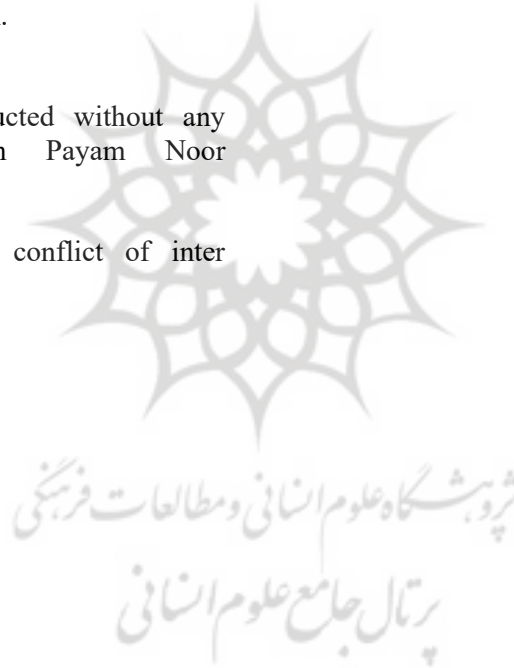 .
ucted without any
n Payam Noor
conflict of inter
پژوهشگاه علوم انسانی و مطالعات فرهنگی
پرتال جامع علوم انسانی